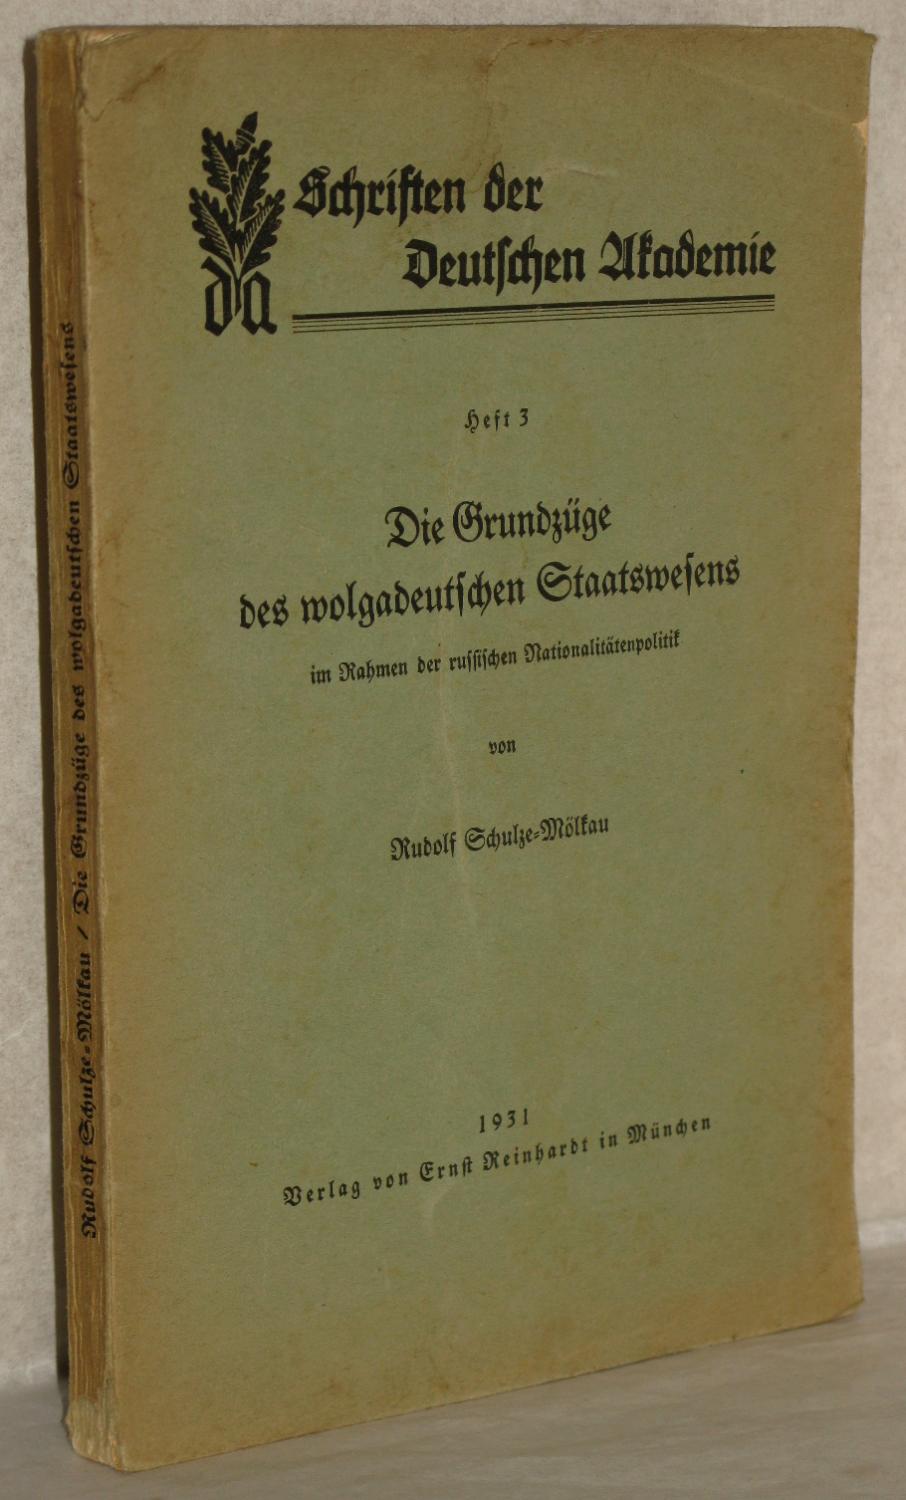 Schriften der
Deutschen Akademie
da
Heft 3
Die Grundzüge
des wolgadeutschen Staatswesens
im Rahmen der russischen Nationalitätenpolitik
von
Rudolf Schulze-Mölkau
1931
Verlag von Ernst Reinhardt in München
Rudolf Schulze-Mölkau / Die Grundzüge des wolgadeutschen Staatswesens